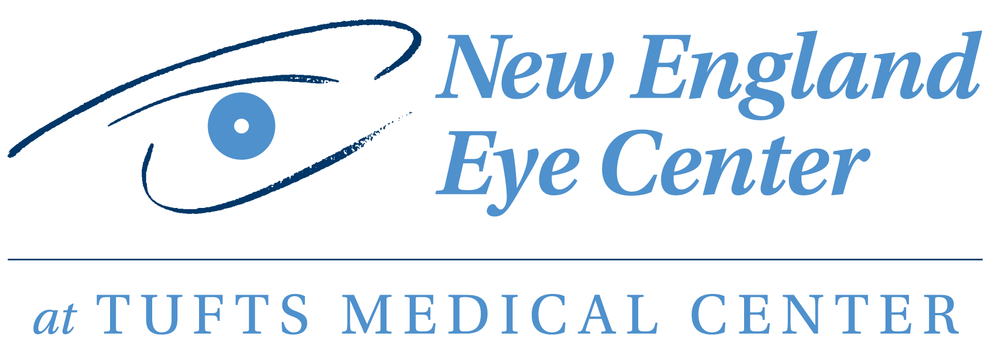 New England
Eye Center
at TUFTS MEDICAL CENTER